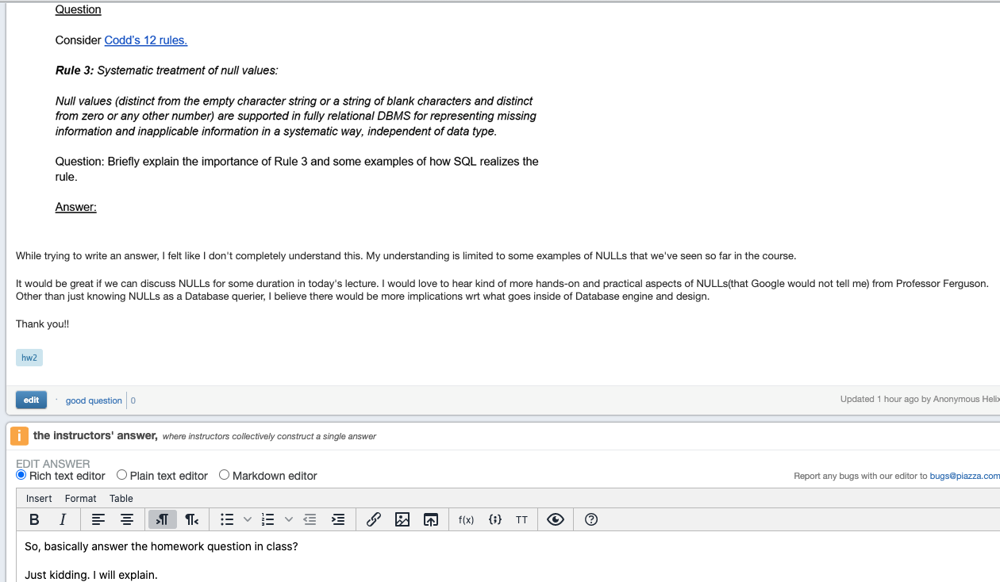 Question
Consider Codd's 12 rules.
Rule 3: Systematic treatment of null values:
Null values (distinct from the empty character string or a string of blank characters and distinct
from zero or any other number) are supported in fully relational DBMS for representing missing
information and inapplicable information in a systematic way, independent of data type.
Question: Briefly explain the importance of Rule 3 and some examples of how SQL realizes the
rule.
Answer:
While trying to write an answer, I felt like I don't completely understand this. My understanding is limited to some examples of NULLs that we've seen so far in the course.
It would be great if we can discuss NULLs for some duration in today's lecture. I would love to hear kind of more hands-on and practical aspects of NULLs(that Google would not tell me) from Professor Ferguson.
Other than just knowing NULLs as a Database querier, I believe there would be more implications wrt what goes inside of Database engine and design.
Thank you!!
hw2
edit · good question 0
Updated 1 hour ago by Anonymous Helix
i the instructors' answer, where instructors collectively construct a single answer
EDIT ANSWER
Rich text editor Plain text editor Markdown editor
Report any bugs with our editor to bugs@piazza.com
Insert Format Table
B I f(x) {;} TT
So, basically answer the homework question in class?
Just kidding. I will explain.